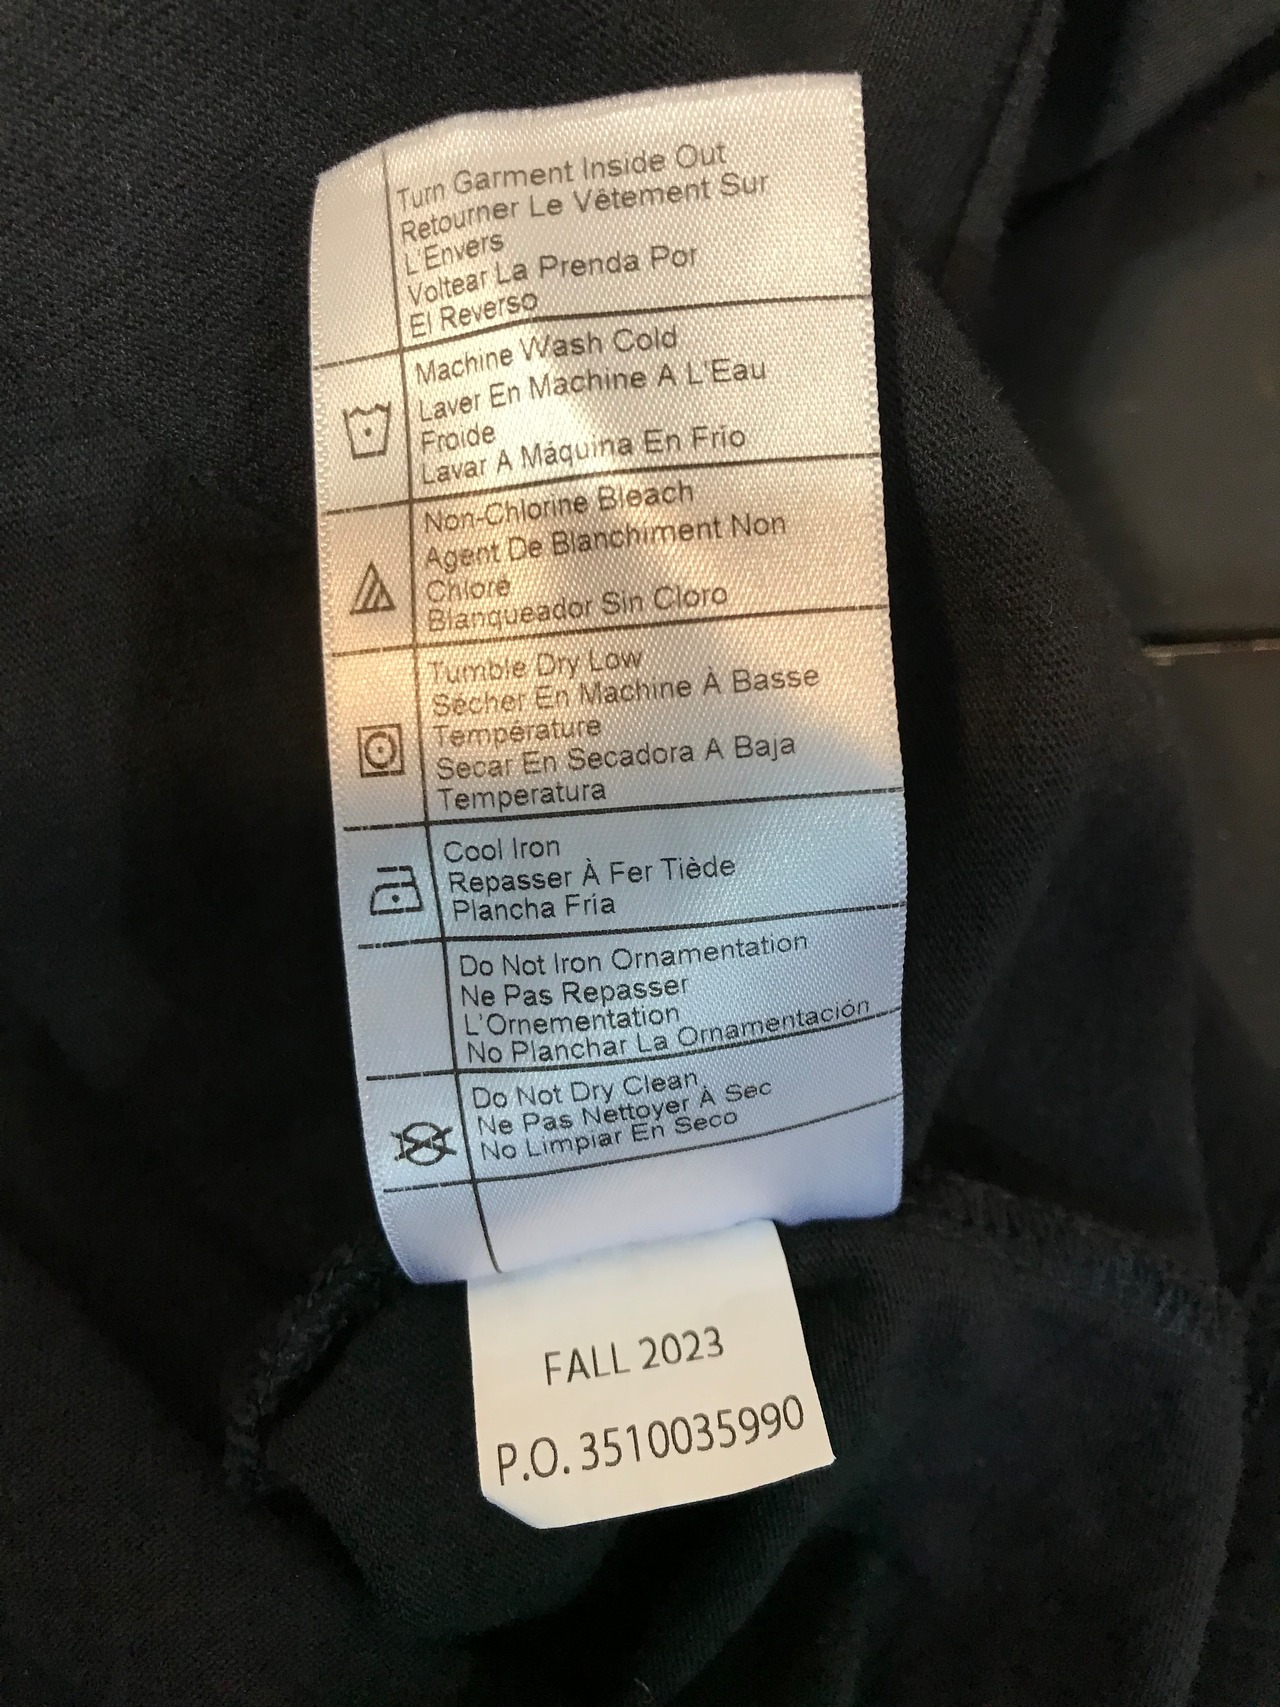 Turn Garment Inside Out
Retourner Le Vêtement Sur
L'Envers
Voltear La Prenda Por
El Reverso
Machine Wash Cold
Laver En Machine A L'Eau
Froide
Lavar A Máquina En Frío
Non-Chlorine Bleach
Agent De Blanchiment Non
Chloré
Blanqueador Sin Cloro
Tumble Dry Low
Sécher En Machine À Basse
Température
Secar En Secadora A Baja
Temperatura
Cool Iron
Repasser À Fer Tiède
Plancha Fría
Do Not Iron Ornamentation
Ne Pas Repasser
L'Ornementation
No Planchar La Ornamentación
Do Not Dry Clean
Ne Pas Nettoyer À Sec
No Limpiar En Seco
FALL 2023
P.O. 3510035990